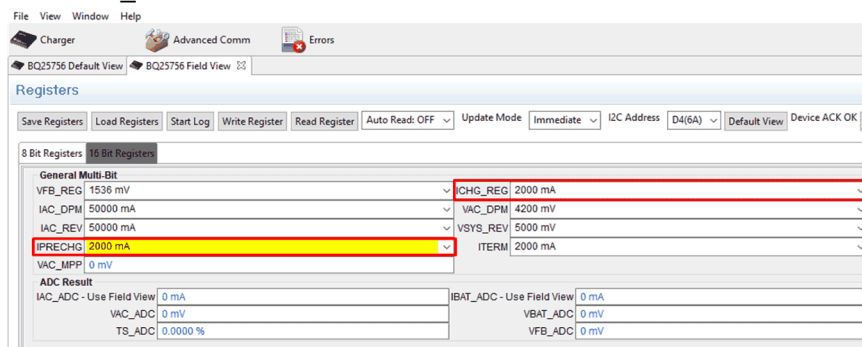 File View Window Help
Charger Advanced Comm Errors
BQ25756 Default View BQ25756 Field View
Registers
Save Registers Load Registers Start Log Write Register Read Register Auto Read: OFF Update Mode Immediate I2C Address D4(6A) Default View Device ACK OK
8 Bit Registers 16 Bit Registers
General Multi-Bit
VFB_REG 1536 mV ICHG_REG 2000 mA
IAC_DPM 50000 mA VAC_DPM 4200 mV
IAC_REV 50000 mA VSYS_REV 5000 mV
IPRECHG 2000 mA ITERM 2000 mA
VAC_MPP 0 mV
ADC Result
IAC_ADC - Use Field View 0 mA IBAT_ADC - Use Field View 0 mA
VAC_ADC 0 mV VBAT_ADC 0 mV
TS_ADC 0.0000 % VFB_ADC 0 mV